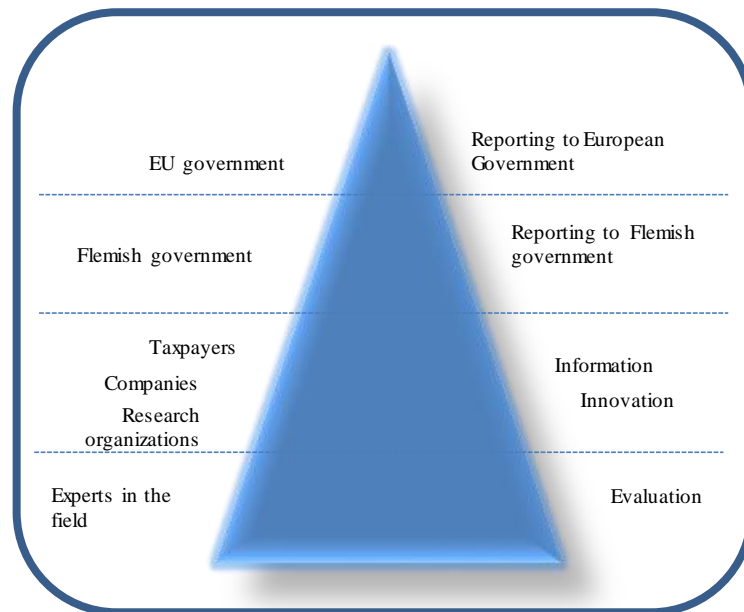 EU government
Reporting to European
Government
Flemish government
Reporting to Flemish
government
Taxpayers
Companies
Research
organizations
Information
Innovation
Experts in the
field
Evaluation